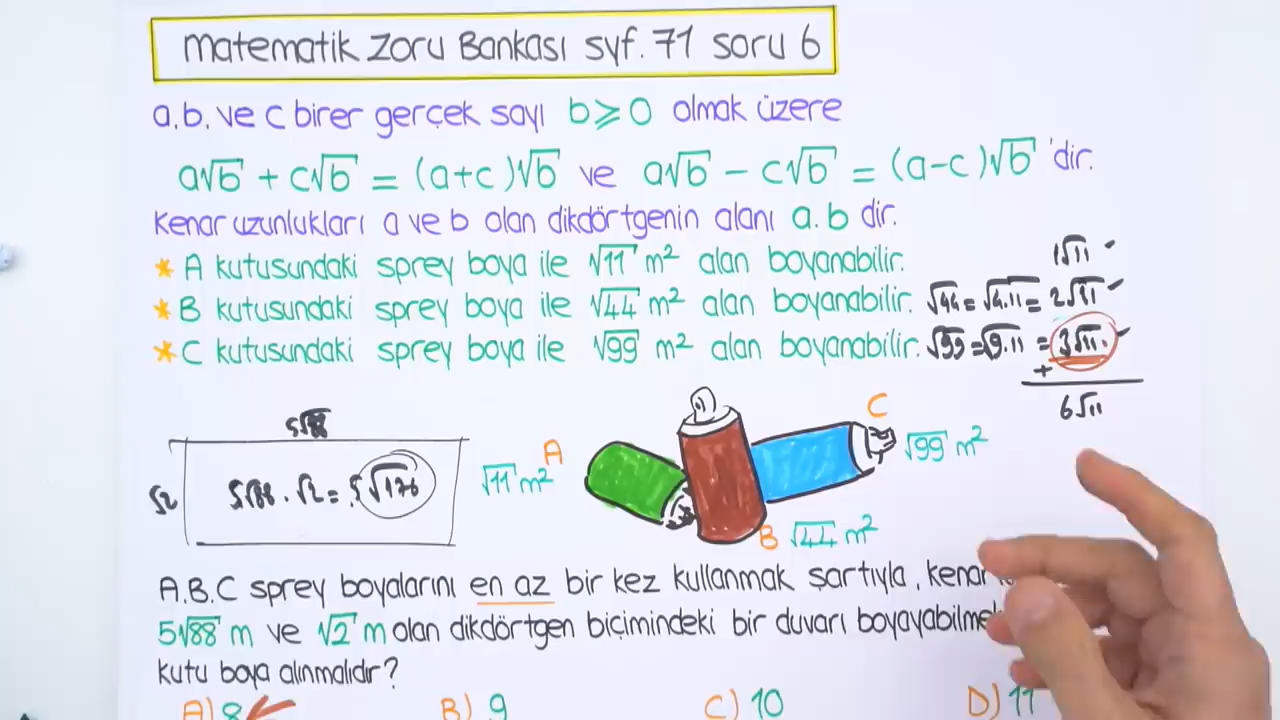 Matematik Zoru Bankası syf. 71 soru 6
a,b, ve c birer gerçek sayı b ⩾ 0 olmak üzere
a√b + c√b = (a+c)√b ve a√b - c√b = (a-c)√b 'dir.
Kenar uzunlukları a ve b olan dikdörtgenin alanı a.b dir.
1√11
* A kutusundaki sprey boya ile √11 m² alan boyanabilir.
* B kutusundaki sprey boya ile √44 m² alan boyanabilir. √44 = √4.11 = 2√11
* C kutusundaki sprey boya ile √99 m² alan boyanabilir. √99 = √9.11 = 3√11
+
6√11
5√88
√2
5√88 . √2 = 5√176
A
√11 m²
C
√99 m²
B √44 m²
A.B.C sprey boyalarını en az bir kez kullanmak şartıyla, kenar
5√88 m ve √2 m olan dikdörtgen biçimindeki bir duvarı
kutu boya alınmalıdır?
A) 8 B) 9 C) 10 D) 11